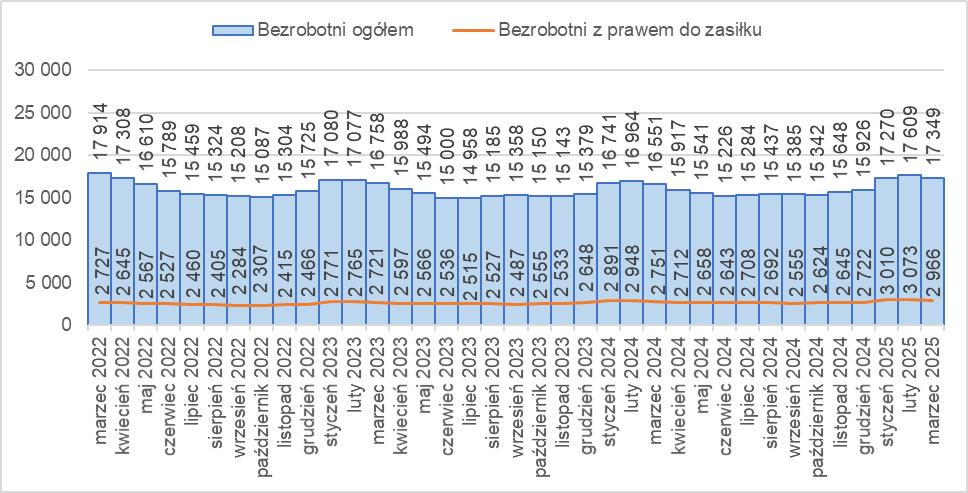 Bezrobotni ogółem
Bezrobotni z prawem do zasiłku
30 000
25 000
20 000
15 000
10 000
5 000
0
17 914
17 308
16 610
15 789
15 459
15 324
15 208
15 087
15 304
15 725
17 080
17 077
16 758
15 988
15 494
15 000
14 958
15 185
15 358
15 150
15 143
15 379
16 741
16 964
16 551
15 917
15 541
15 226
15 284
15 437
15 385
15 342
15 648
15 926
17 270
17 609
17 349
2 727
2 645
2 567
2 527
2 460
2 405
2 284
2 307
2 415
2 466
2 771
2 765
2 721
2 597
2 566
2 536
2 515
2 527
2 487
2 555
2 533
2 648
2 891
2 948
2 751
2 712
2 658
2 643
2 708
2 692
2 555
2 624
2 645
2 722
3 010
3 073
2 966
marzec 2022
kwiecień 2022
maj 2022
czerwiec 2022
lipiec 2022
sierpień 2022
wrzesień 2022
październik 2022
listopad 2022
grudzień 2022
styczeń 2023
luty 2023
marzec 2023
kwiecień 2023
maj 2023
czerwiec 2023
lipiec 2023
sierpień 2023
wrzesień 2023
październik 2023
listopad 2023
grudzień 2023
styczeń 2024
luty 2024
marzec 2024
kwiecień 2024
maj 2024
czerwiec 2024
lipiec 2024
sierpień 2024
wrzesień 2024
październik 2024
listopad 2024
grudzień 2024
styczeń 2025
luty 2025
marzec 2025